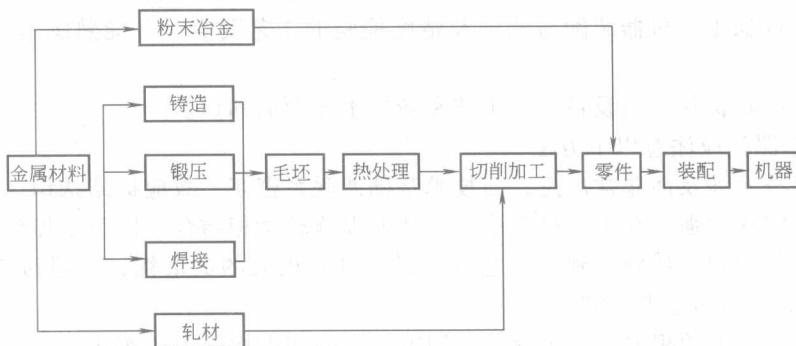 粉末冶金
铸造
金属材料
锻压
毛坯
热处理
切削加工
零件
装配
机器
焊接
轧材